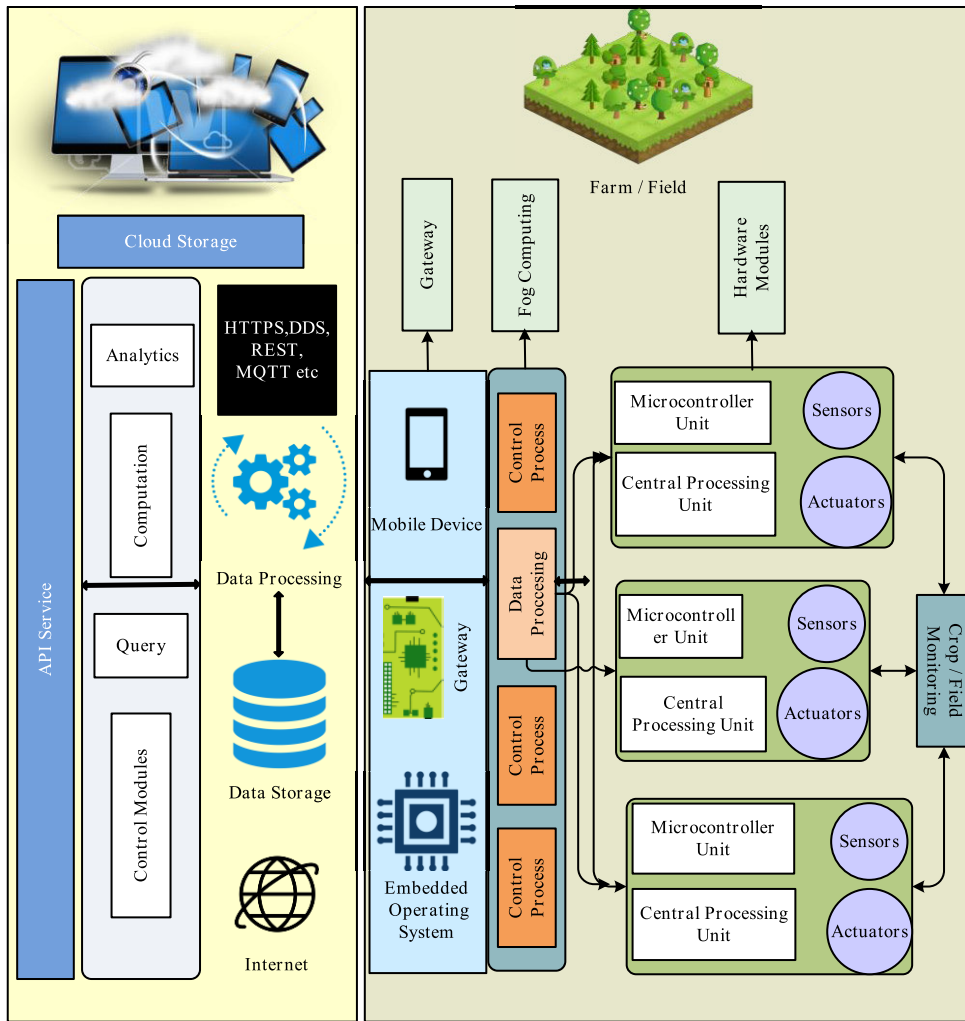 Cloud Storage
API Service
Analytics
Computation
Query
Control Modules
HTTPS,DDS,
REST,
MQTT etc
Data Processing
Data Storage
Internet
Farm / Field
Gateway
Fog Computing
Hardware
Modules
Mobile Device
Gateway
Embedded
Operating
System
Control
Process
Data
Proccessing
Control
Process
Control
Process
Microcontroller
Unit
Central Processing
Unit
Sensors
Actuators
Microcontroll
er Unit
Central
Processing Unit
Sensors
Actuators
Microcontroller
Unit
Central Processing
Unit
Sensors
Actuators
Crop / Field
Monitoring